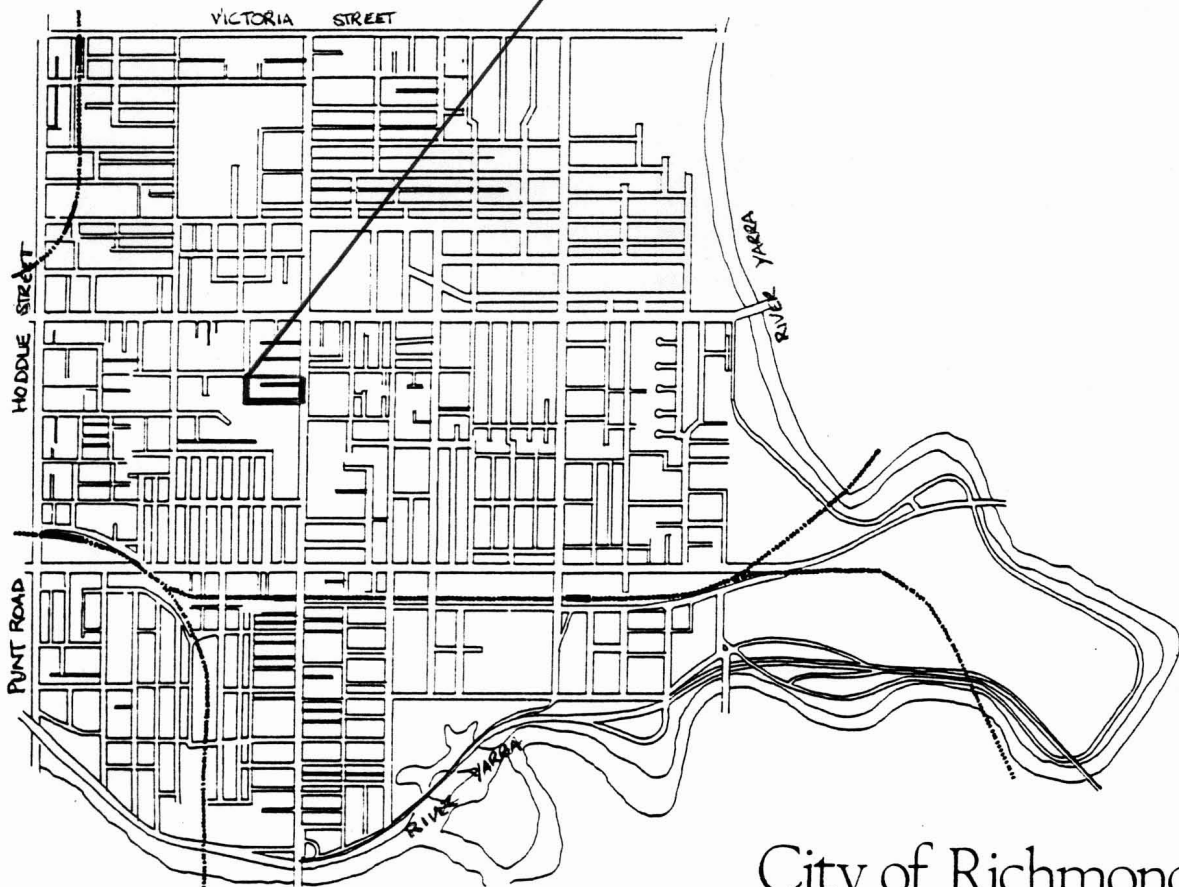 VICTORIA STREET
HODDLE STREET
RIVER YARRA
PUNT ROAD
RIVER YARRA
City of Richmond